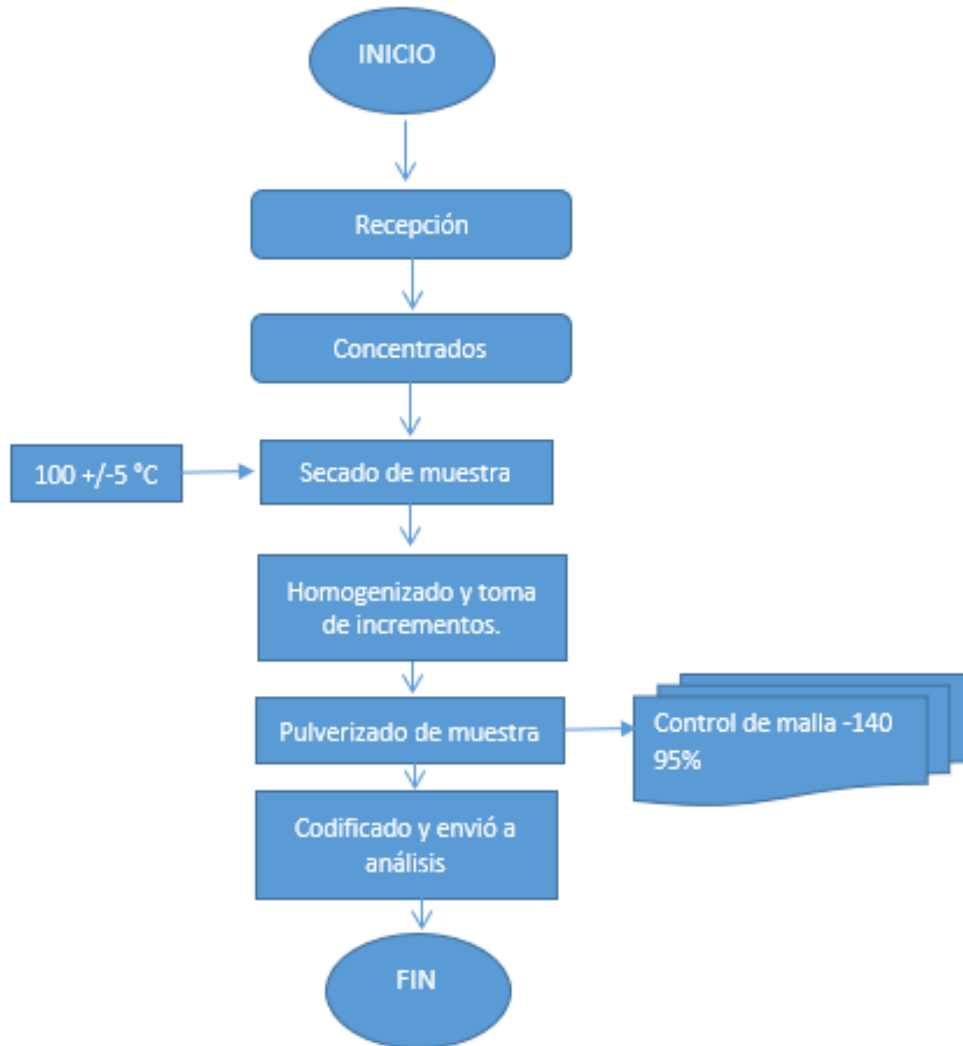 INICIO
Recepción
Concentrados
100 +/-5 °C
Secado de muestra
Homogenizado y toma
de incrementos.
Pulverizado de muestra
Control de malla -140
95%
Codificado y envió a
análisis
FIN